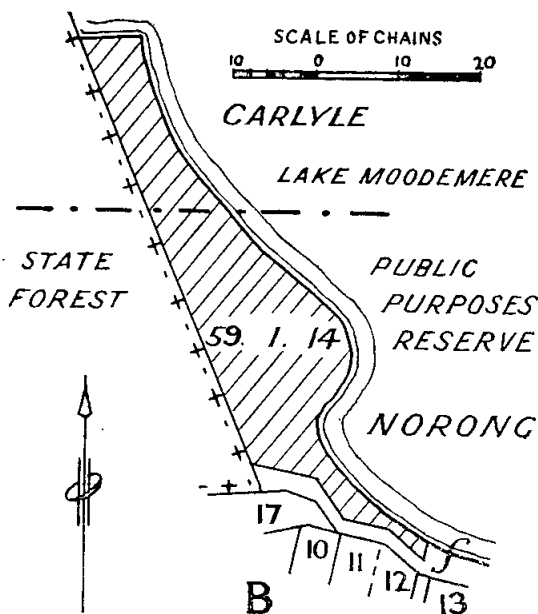 SCALE OF CHAINS
10 0 10 20
CARLYLE
LAKE MOODEMERE
STATE
FOREST
PUBLIC
PURPOSES
RESERVE
59. 1. 14
NORONG
17
10
11
12
13
f
B